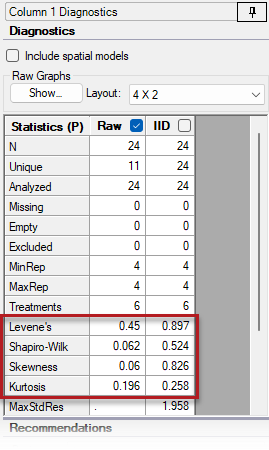 Column 1 Diagnostics
Diagnostics
Include spatial models
Raw Graphs
Show... Layout: 4 X 2
Statistics (P) Raw IID
N 24 24
Unique 11 24
Analyzed 24 24
Missing 0 0
Empty 0 0
Excluded 0 0
MinRep 4 4
MaxRep 4 4
Treatments 6 6
Levene's 0.45 0.897
Shapiro-Wilk 0.062 0.524
Skewness 0.06 0.826
Kurtosis 0.196 0.258
MaxStdRes . 1.958
Recommendations